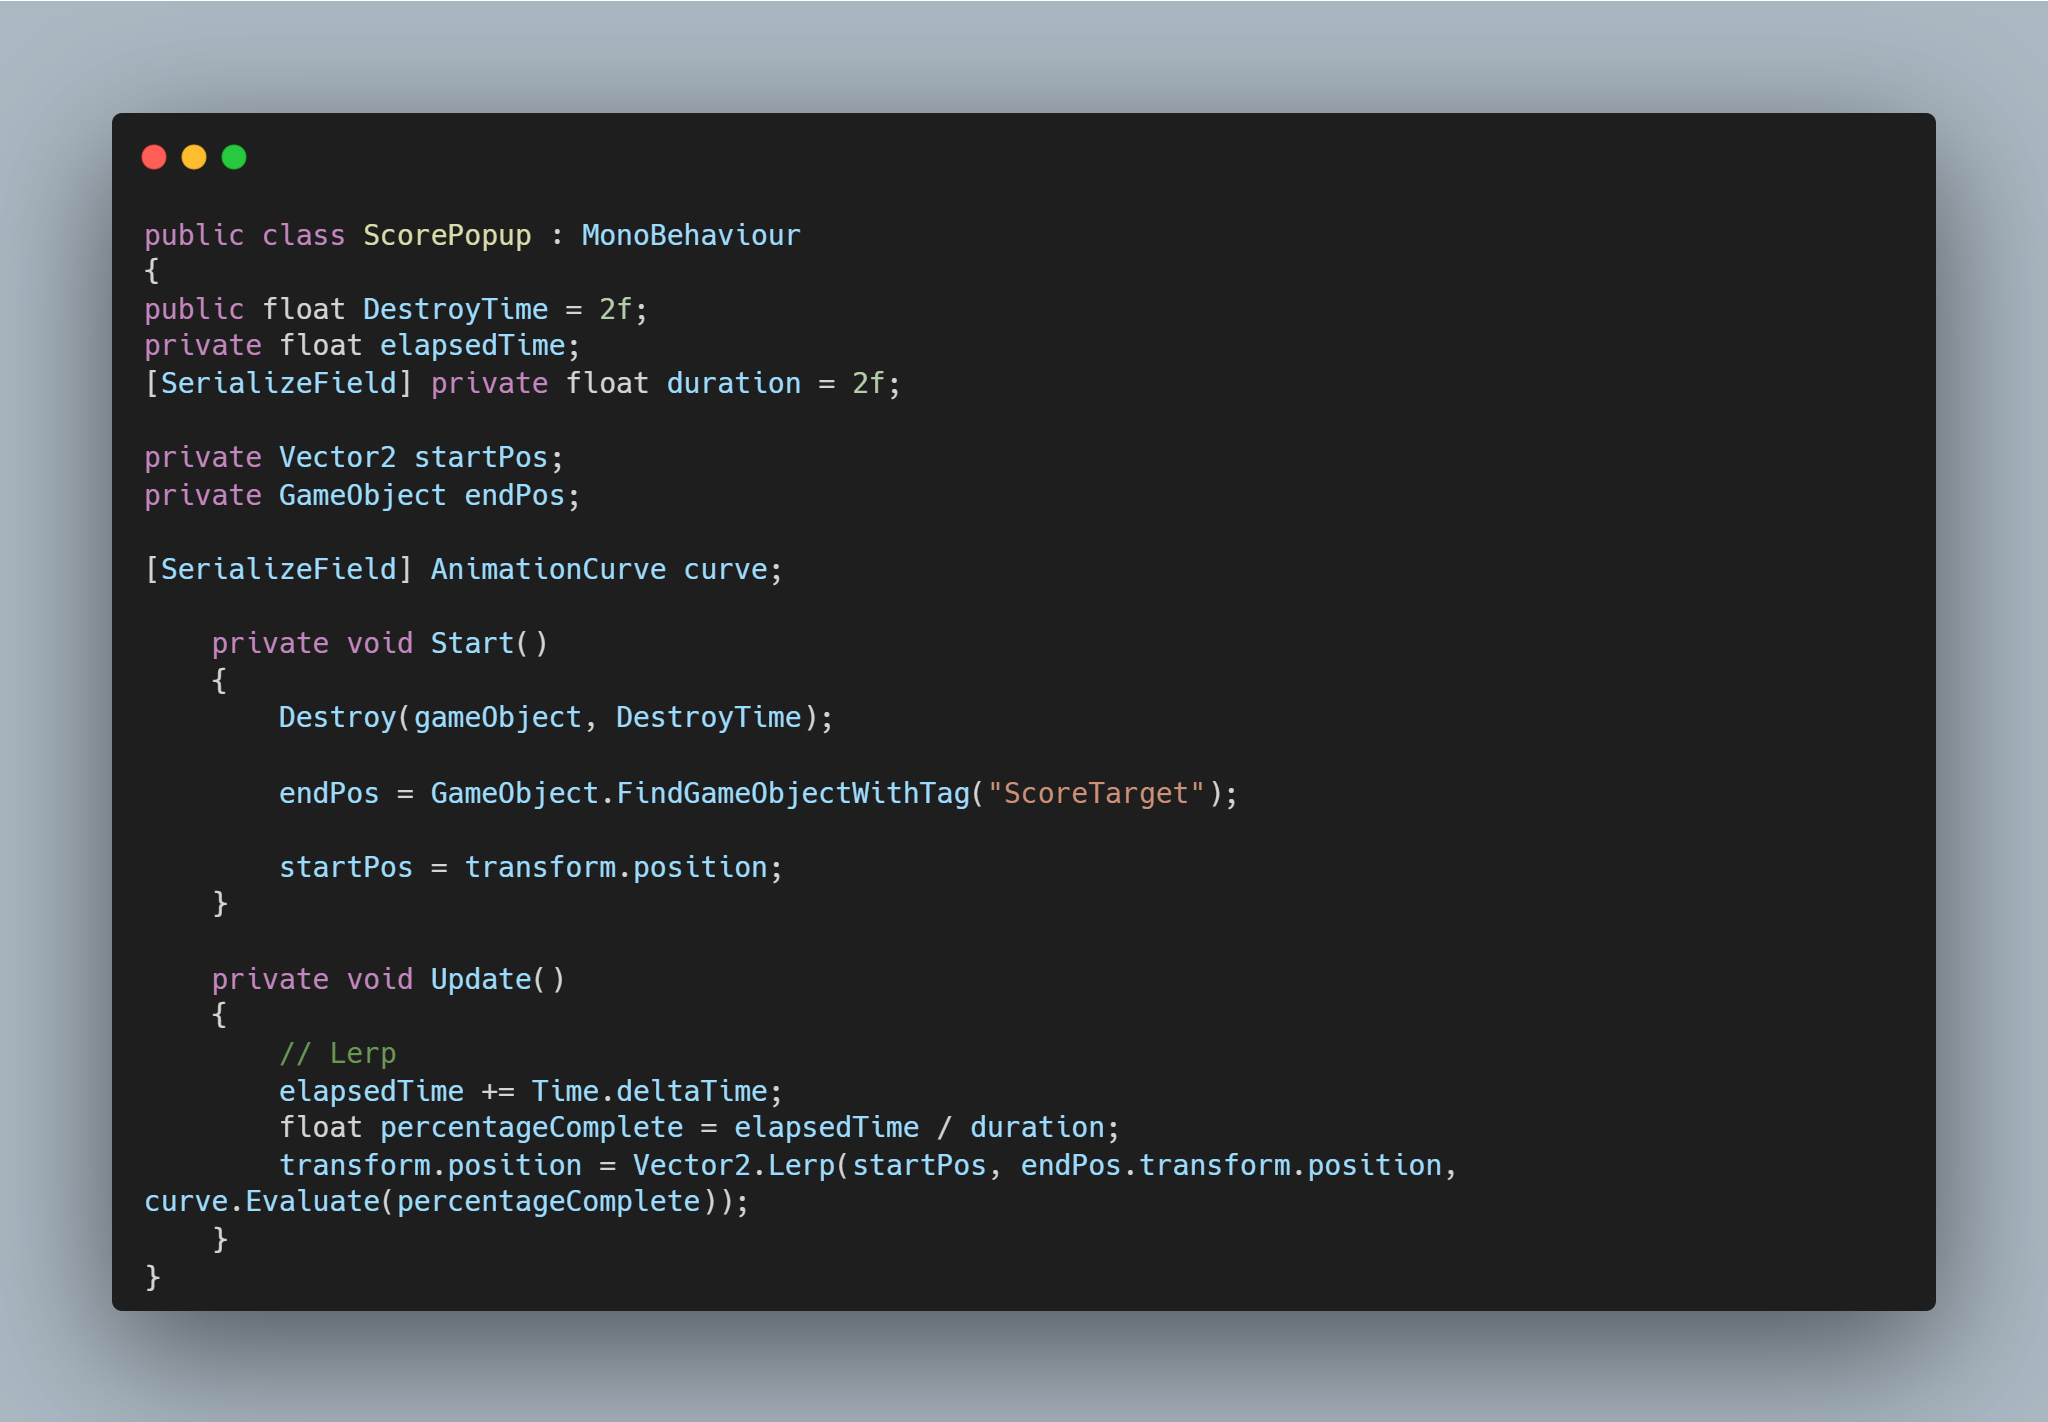 public class ScorePopup : MonoBehaviour
{
public float DestroyTime = 2f;
private float elapsedTime;
[SerializeField] private float duration = 2f;

private Vector2 startPos;
private GameObject endPos;

[SerializeField] AnimationCurve curve;

    private void Start()
    {
        Destroy(gameObject, DestroyTime);

        endPos = GameObject.FindGameObjectWithTag("ScoreTarget");

        startPos = transform.position;
    }

    private void Update()
    {
        // Lerp
        elapsedTime += Time.deltaTime;
        float percentageComplete = elapsedTime / duration;
        transform.position = Vector2.Lerp(startPos, endPos.transform.position,
curve.Evaluate(percentageComplete));
    }
}